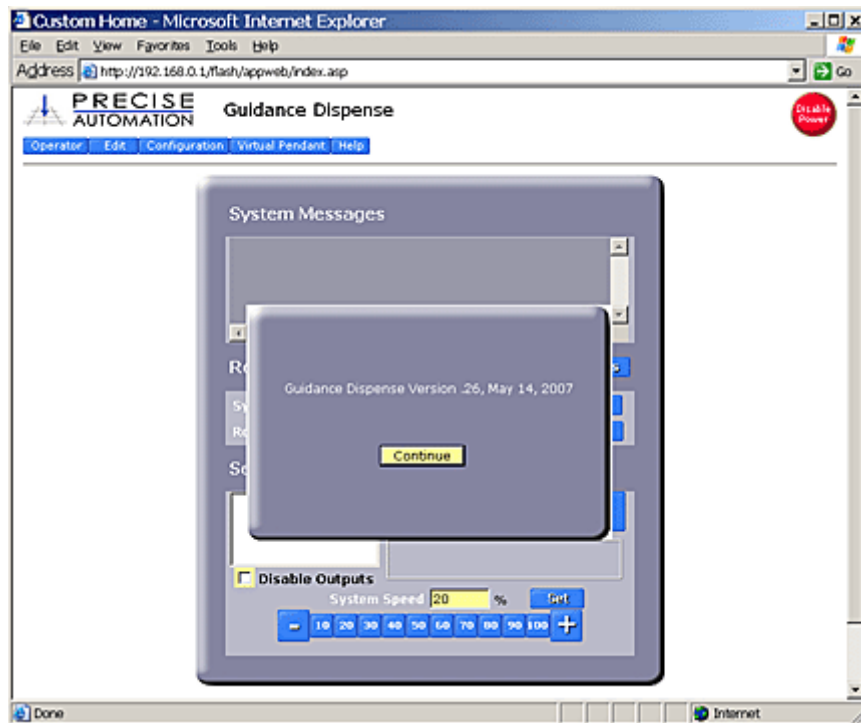 Custom Home - Microsoft Internet Explorer
File Edit View Favorites Tools Help
Address http://192.168.0.1/flash/appweb/index.asp Go
PRECISE AUTOMATION
Guidance Dispense
Disable Power
Operator Edit Configuration Virtual Pendant Help
System Messages
Guidance Dispense Version .26, May 14, 2007
Continue
Disable Outputs
System Speed 20 % Set
- 10 20 30 40 50 60 70 80 90 100 +
Done Internet